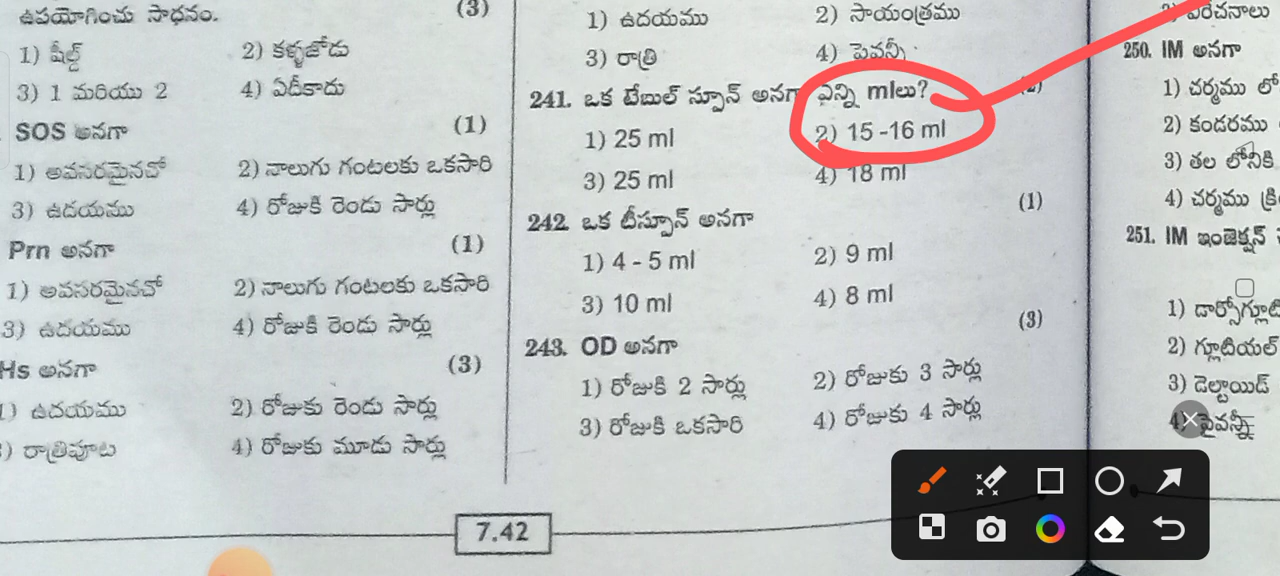 ఉపయోగించు సాధనం. (3)
1) షీల్డ్ 2) కళ్ళజోడు
3) 1 మరియు 2 4) ఏదీకాదు
SOS అనగా (1)
1) అవసరమైనచో 2) నాలుగు గంటలకు ఒకసారి
3) ఉదయము 4) రోజుకి రెండు సార్లు
Prn అనగా (1)
1) అవసరమైనచో 2) నాలుగు గంటలకు ఒకసారి
3) ఉదయము 4) రోజుకి రెండు సార్లు
Hs అనగా (3)
) ఉదయము 2) రోజుకు రెండు సార్లు
) రాత్రిపూట 4) రోజుకు మూడు సార్లు
1) ఉదయము 2) సాయంత్రము
3) రాత్రి 4) పైవన్నీ
241. ఒక టేబుల్ స్పూన్ అనగా ఎన్ని mlలు? (2)
1) 25 ml 2) 15 -16 ml
3) 25 ml 4) 18 ml
242. ఒక టీస్పూన్ అనగా (1)
1) 4 - 5 ml 2) 9 ml
3) 10 ml 4) 8 ml
243. OD అనగా (3)
1) రోజుకి 2 సార్లు 2) రోజుకు 3 సార్లు
3) రోజుకి ఒకసారి 4) రోజుకు 4 సార్లు
250. IM అనగా
1) చర్మము లో
2) కండరము
3) తల లోనికి
4) చర్మము
251. IM ఇంజెక్షన్
1)
2) గ్లూటియల్
3) డెల్టాయిడ్
4) పైవన్నీ
7.42